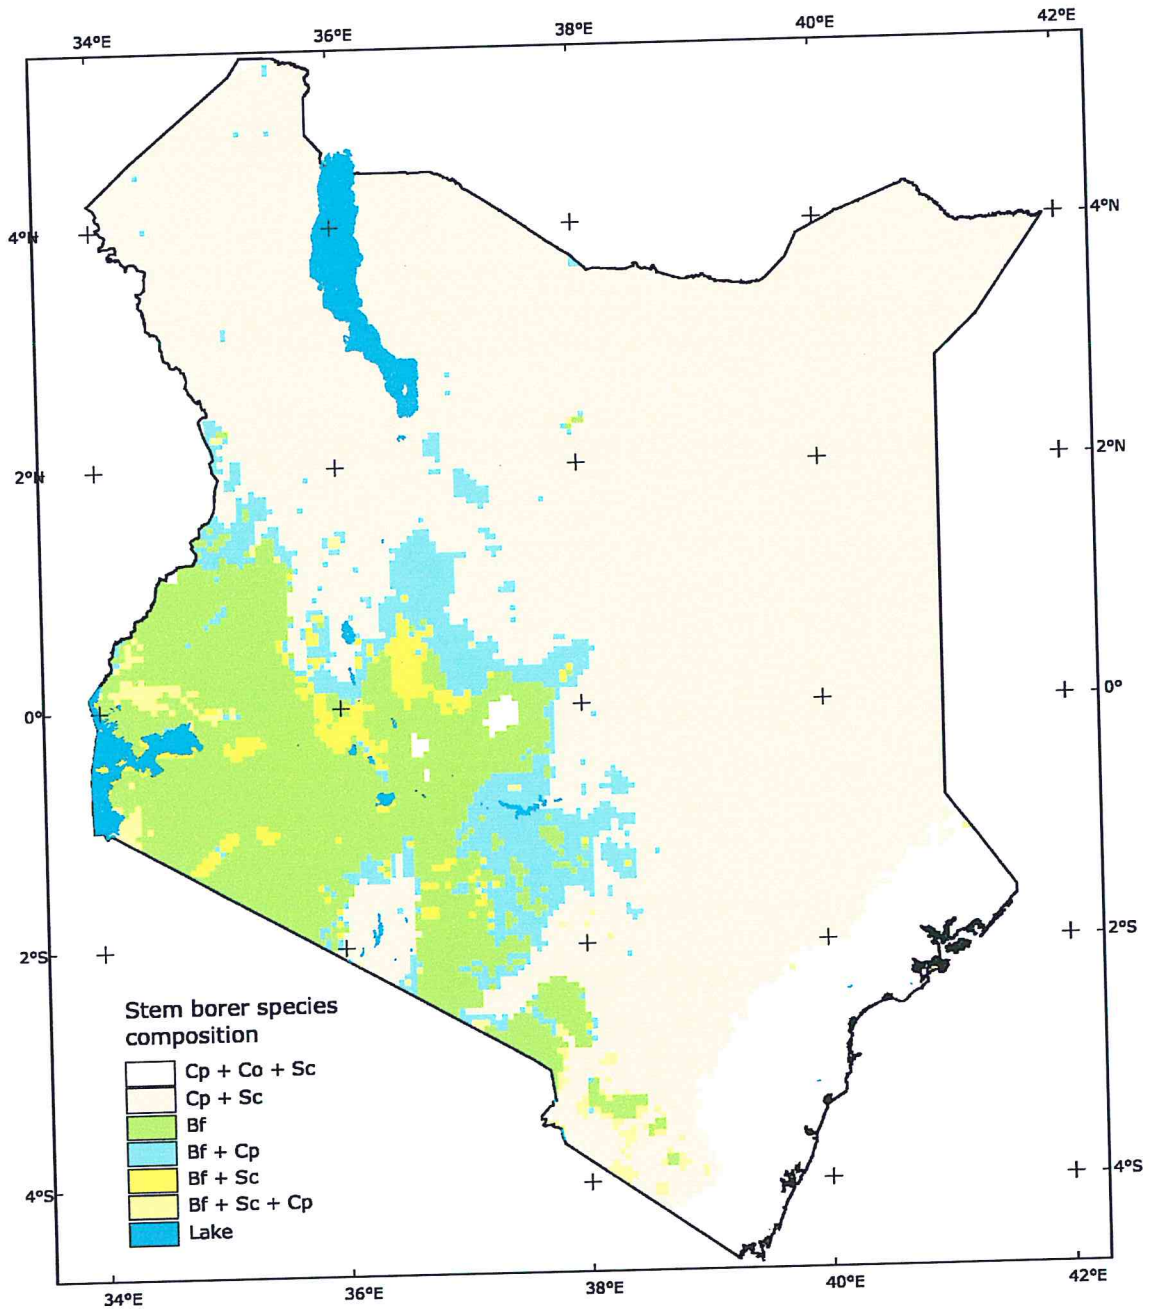 34°E 36°E 38°E 40°E 42°E
4°N 4°N
2°N 2°N
0° 0°
2°S 2°S
4°S 4°S
Stem borer species
composition
Cp + Co + Sc
Cp + Sc
Bf
Bf + Cp
Bf + Sc
Bf + Sc + Cp
Lake
34°E 36°E 38°E 40°E 42°E